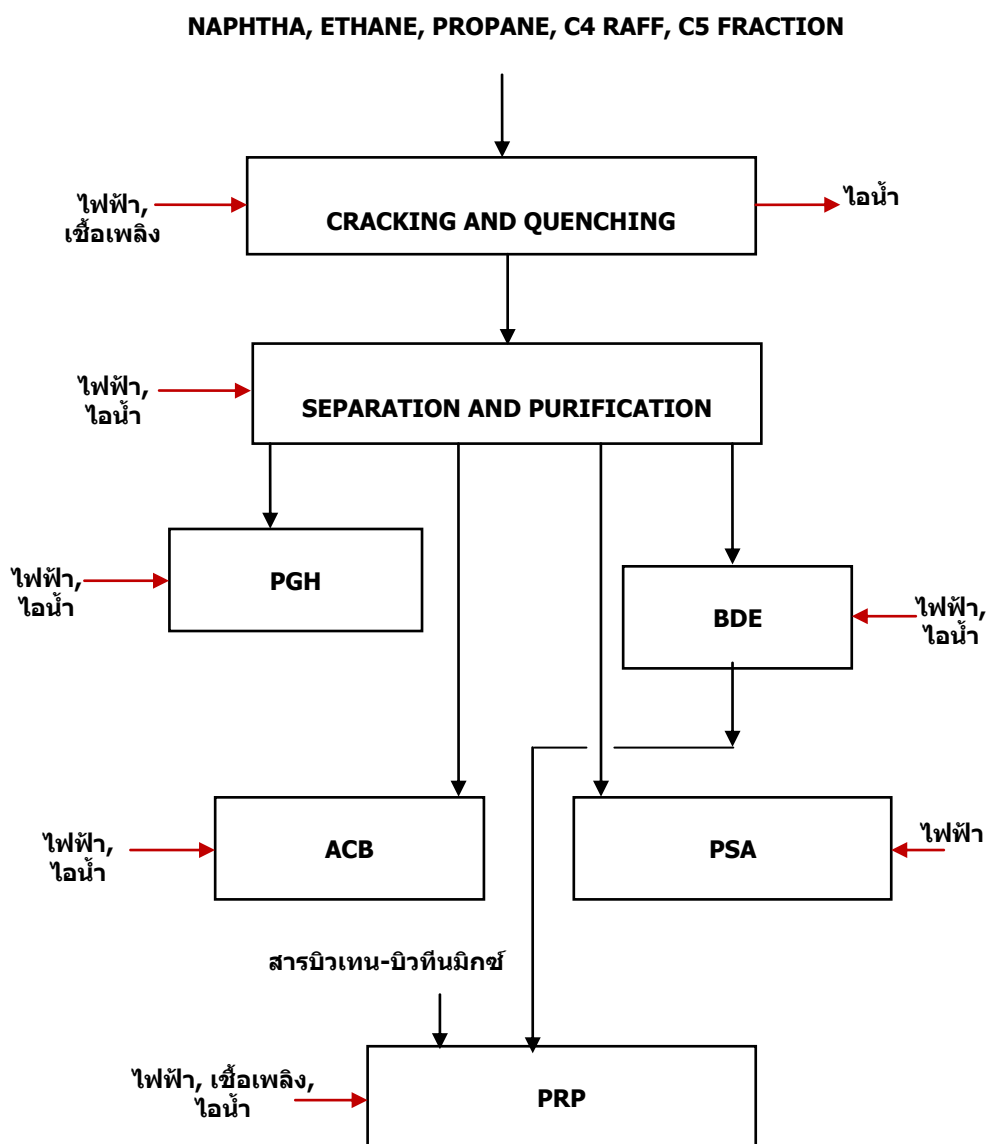 NAPHTHA, ETHANE, PROPANE, C4 RAFF, C5 FRACTION
ไฟฟ้า,
เชื้อเพลิง
CRACKING AND QUENCHING
ไอน้ำ
ไฟฟ้า,
ไอน้ำ
SEPARATION AND PURIFICATION
ไฟฟ้า,
ไอน้ำ
PGH
BDE
ไฟฟ้า,
ไอน้ำ
ไฟฟ้า,
ไอน้ำ
ACB
PSA
ไฟฟ้า
สารบิวเทน-บิวทีนมิกซ์
ไฟฟ้า, เชื้อเพลิง,
ไอน้ำ
PRP